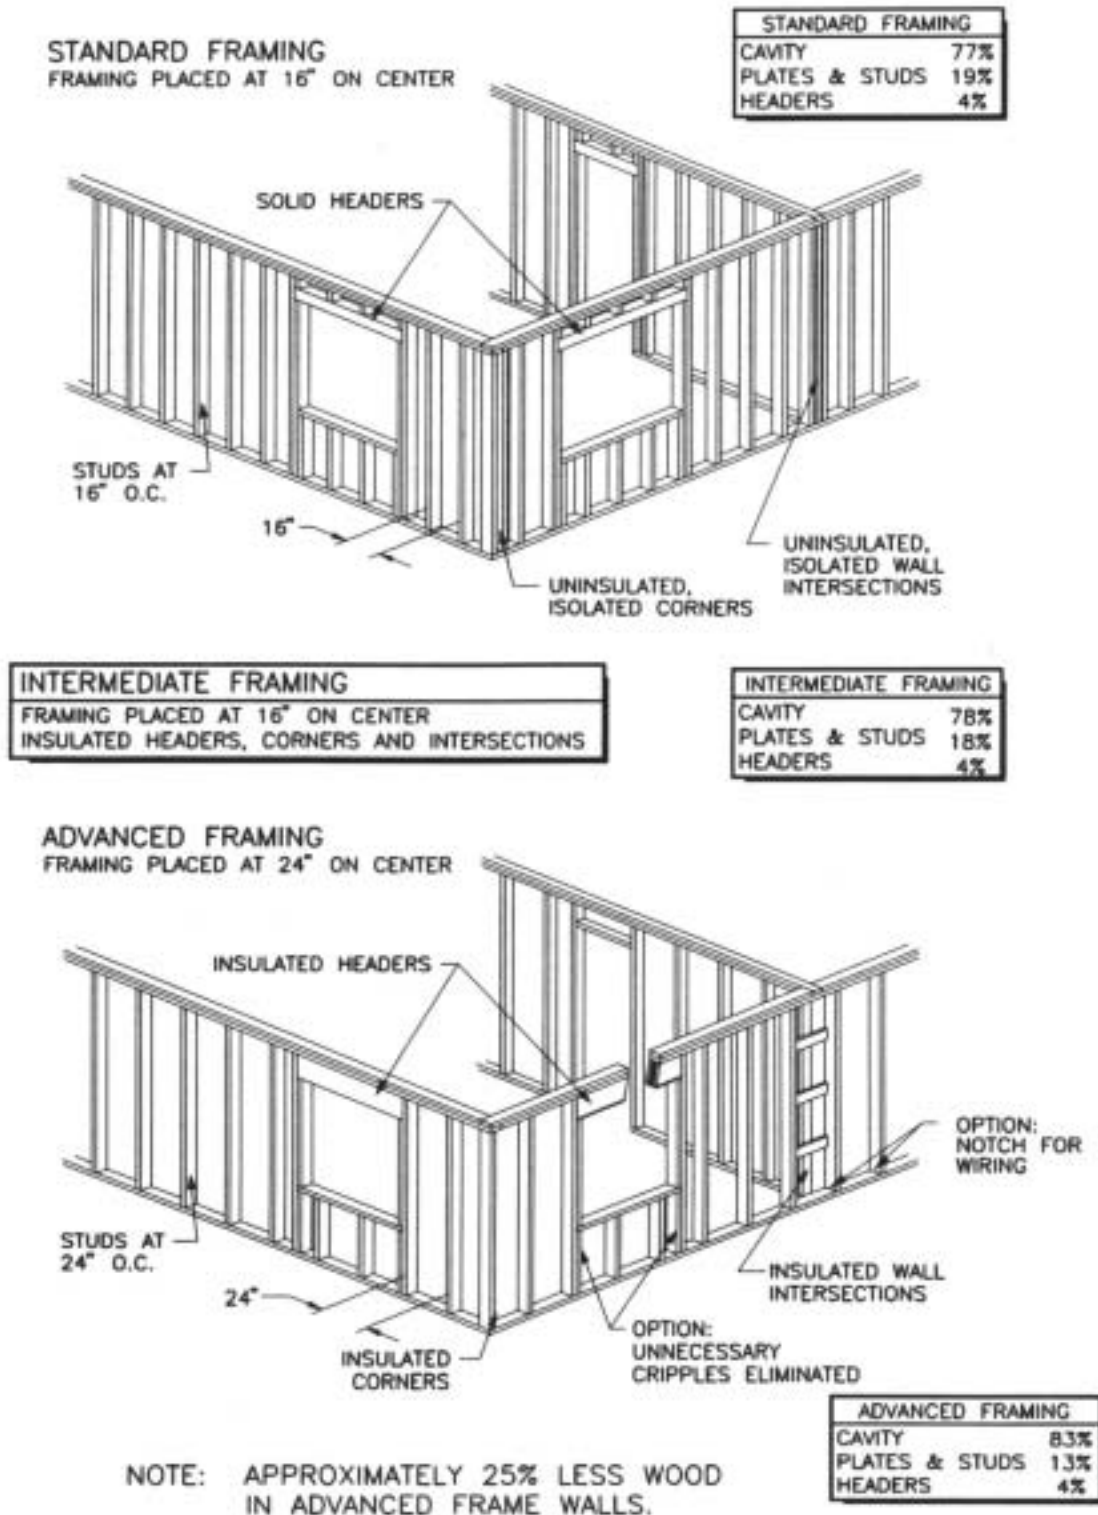 STANDARD FRAMING
FRAMING PLACED AT 16" ON CENTER
STANDARD FRAMING
CAVITY 77%
PLATES & STUDS 19%
HEADERS 4%
SOLID HEADERS
STUDS AT
16" O.C.
16"
UNINSULATED,
ISOLATED CORNERS
UNINSULATED,
ISOLATED WALL
INTERSECTIONS
INTERMEDIATE FRAMING
FRAMING PLACED AT 16" ON CENTER
INSULATED HEADERS, CORNERS AND INTERSECTIONS
INTERMEDIATE FRAMING
CAVITY 78%
PLATES & STUDS 18%
HEADERS 4%
ADVANCED FRAMING
FRAMING PLACED AT 24" ON CENTER
INSULATED HEADERS
OPTION:
NOTCH FOR
WIRING
STUDS AT
24" O.C.
24"
INSULATED
CORNERS
INSULATED WALL
INTERSECTIONS
OPTION:
UNNECESSARY
CRIPPLES ELIMINATED
ADVANCED FRAMING
CAVITY 83%
PLATES & STUDS 13%
HEADERS 4%
NOTE: APPROXIMATELY 25% LESS WOOD
IN ADVANCED FRAME WALLS.